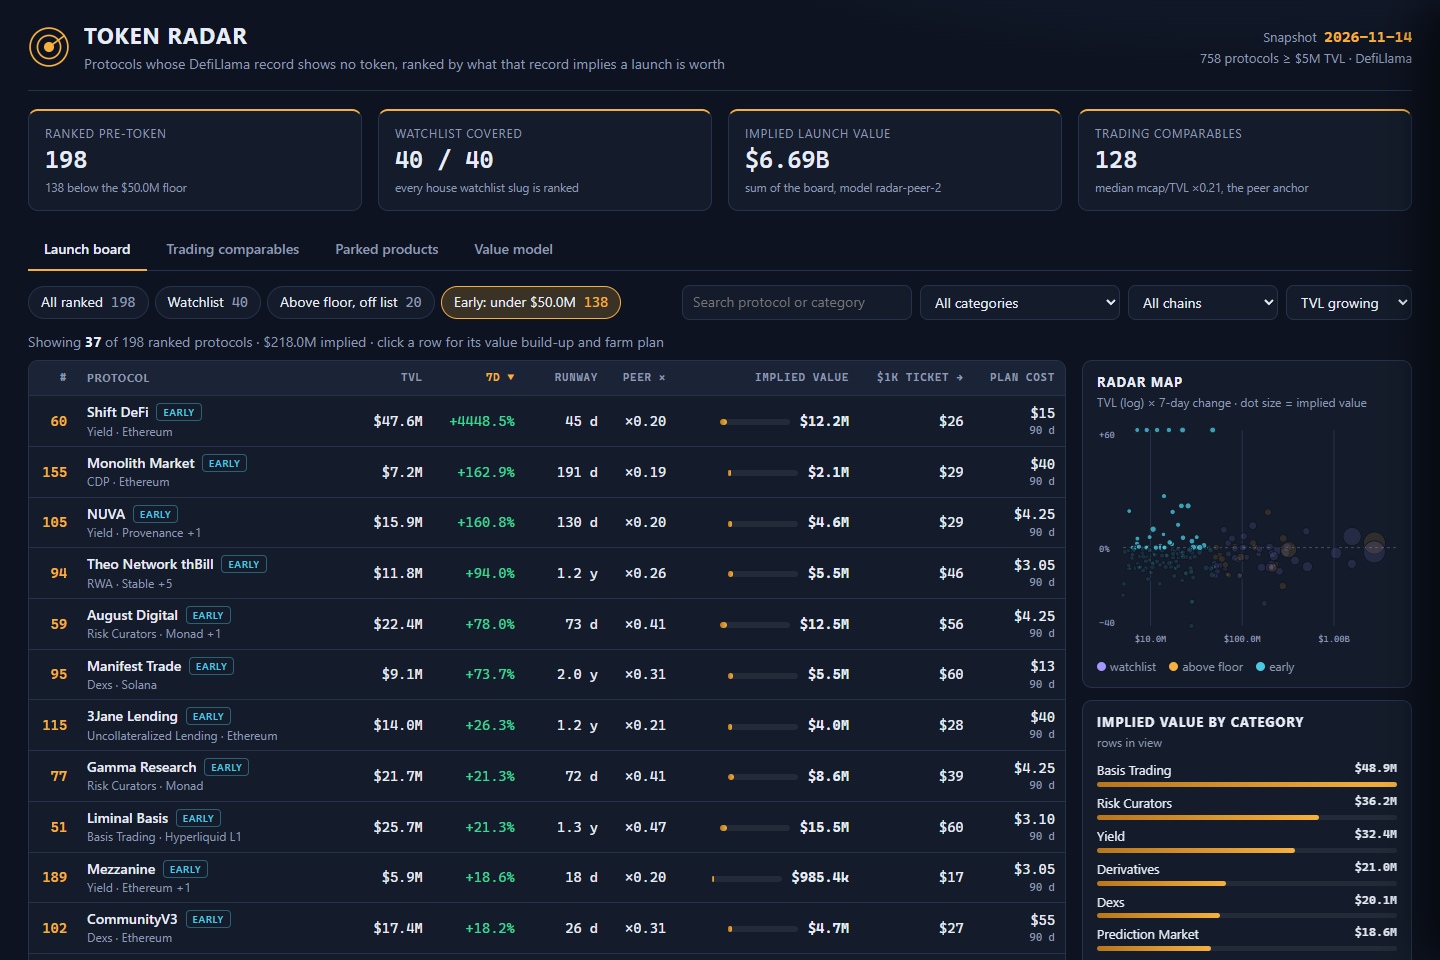 TOKEN RADAR
Protocols whose DefiLlama record shows no token, ranked by what that record implies a launch is worth
Snapshot 2026-11-14
758 protocols ≥ $5M TVL · DefiLlama
RANKED PRE-TOKEN
198
138 below the $50.0M floor
WATCHLIST COVERED
40 / 40
every house watchlist slug is ranked
IMPLIED LAUNCH VALUE
$6.69B
sum of the board, model radar-peer-2
TRADING COMPARABLES
128
median mcap/TVL ×0.21, the peer anchor
Launch board Trading comparables Parked products Value model
All ranked 198 Watchlist 40 Above floor, off list 20 Early: under $50.0M 138 Search protocol or category All categories All chains TVL growing
Showing 37 of 198 ranked protocols · $218.0M implied · click a row for its value build-up and farm plan
# PROTOCOL TVL 7D ▼ RUNWAY PEER × IMPLIED VALUE $1K TICKET → PLAN COST
60 Shift DeFi EARLY $47.6M +4448.5% 45 d ×0.20 $12.2M $26 $15
Yield · Ethereum 90 d
155 Monolith Market EARLY $7.2M +162.9% 191 d ×0.19 $2.1M $29 $40
CDP · Ethereum 90 d
105 NUVA EARLY $15.9M +160.8% 130 d ×0.20 $4.6M $29 $4.25
Yield · Provenance +1 90 d
94 Theo Network thBill EARLY $11.8M +94.0% 1.2 y ×0.26 $5.5M $46 $3.05
RWA · Stable +5 90 d
59 August Digital EARLY $22.4M +78.0% 73 d ×0.41 $12.5M $56 $4.25
Risk Curators · Monad +1 90 d
95 Manifest Trade EARLY $9.1M +73.7% 2.0 y ×0.31 $5.5M $60 $13
Dexs · Solana 90 d
115 3Jane Lending EARLY $14.0M +26.3% 1.2 y ×0.21 $4.0M $28 $40
Uncollateralized Lending · Ethereum 90 d
77 Gamma Research EARLY $21.7M +21.3% 72 d ×0.41 $8.6M $39 $4.25
Risk Curators · Monad 90 d
51 Liminal Basis EARLY $25.7M +21.3% 1.3 y ×0.47 $15.5M $60 $3.10
Basis Trading · Hyperliquid L1 90 d
189 Mezzanine EARLY $5.9M +18.6% 18 d ×0.20 $985.4k $17 $3.05
Yield · Ethereum +1 90 d
102 CommunityV3 EARLY $17.4M +18.2% 26 d ×0.31 $4.7M $27 $55
Dexs · Ethereum 90 d
RADAR MAP
TVL (log) × 7-day change · dot size = implied value
+60
0%
−40
$10.0M $100.0M $1.00B
watchlist above floor early
IMPLIED VALUE BY CATEGORY
rows in view
Basis Trading $48.9M
Risk Curators $36.2M
Yield $32.4M
Derivatives $21.0M
Dexs $20.1M
Prediction Market $18.6M